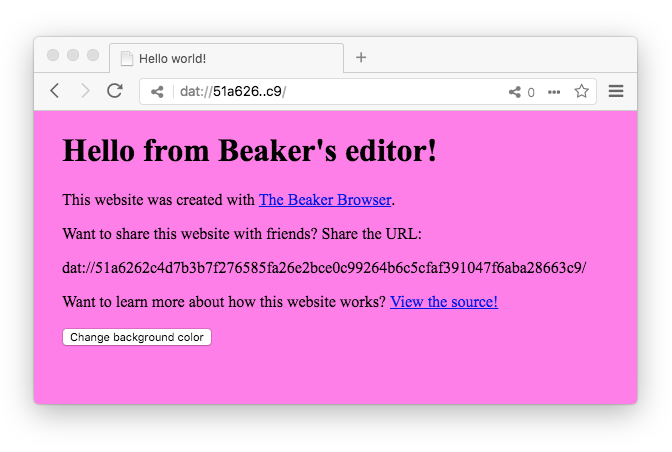 Hello world!
dat://51a626..c9/
0
Hello from Beaker's editor!
This website was created with The Beaker Browser.
Want to share this website with friends? Share the URL:
dat://51a6262c4d7b3b7f276585fa26e2bce0c99264b6c5cfaf391047f6aba28663c9/
Want to learn more about how this website works? View the source!
Change background color